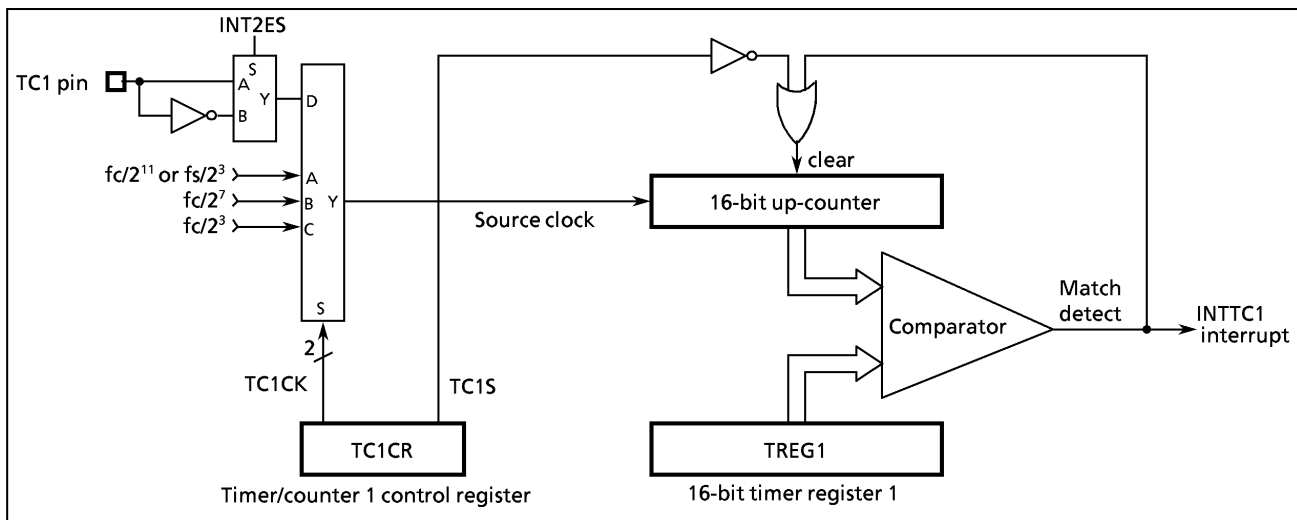 INT2ES
S
TC1 pin
A
Y
B
D
fc/2¹¹ or fs/2³
A
fc/2⁷
B
Y
fc/2³
C
S
2
TC1CK
TC1S
Source clock
clear
16-bit up-counter
Comparator
Match
detect
INTTC1
interrupt
TC1CR
Timer/counter 1 control register
TREG1
16-bit timer register 1